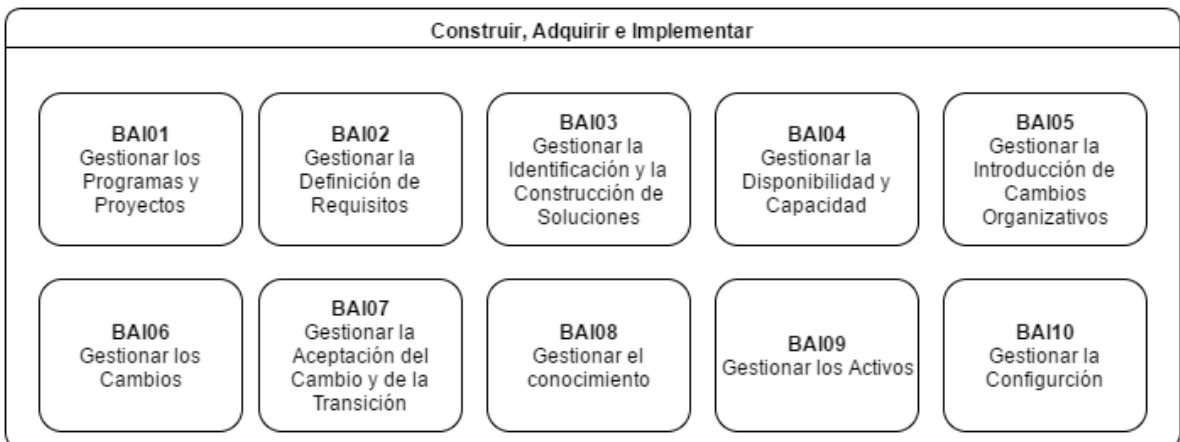 Construir, Adquirir e Implementar
BAI01
Gestionar los
Programas y
Proyectos
BAI02
Gestionar la
Definición de
Requisitos
BAI03
Gestionar la
Identificación y la
Construcción de
Soluciones
BAI04
Gestionar la
Disponibilidad y
Capacidad
BAI05
Gestionar la
Introducción de
Cambios
Organizativos
BAI06
Gestionar los
Cambios
BAI07
Gestionar la
Aceptación del
Cambio y de la
Transición
BAI08
Gestionar el
conocimiento
BAI09
Gestionar los Activos
BAI10
Gestionar la
Configurción